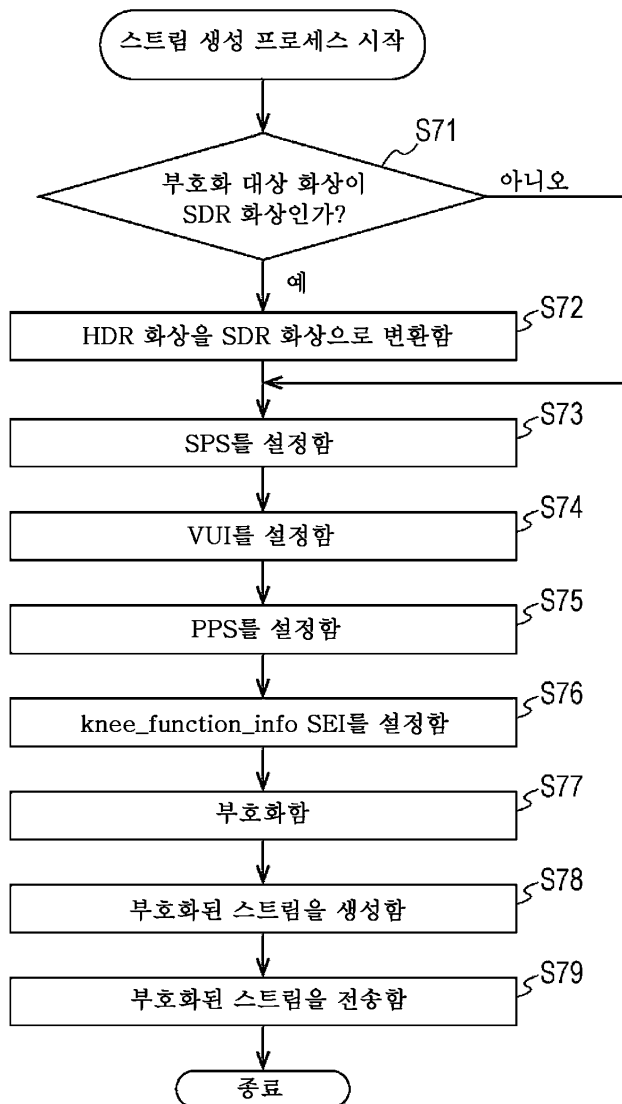 스트림 생성 프로세스 시작
S71
부호화 대상 화상이
SDR 화상인가?
아니오
예
S72
HDR 화상을 SDR 화상으로 변환함
S73
SPS를 설정함
S74
VUI를 설정함
S75
PPS를 설정함
S76
knee_function_info SEI를 설정함
S77
부호화함
S78
부호화된 스트림을 생성함
S79
부호화된 스트림을 전송함
종료